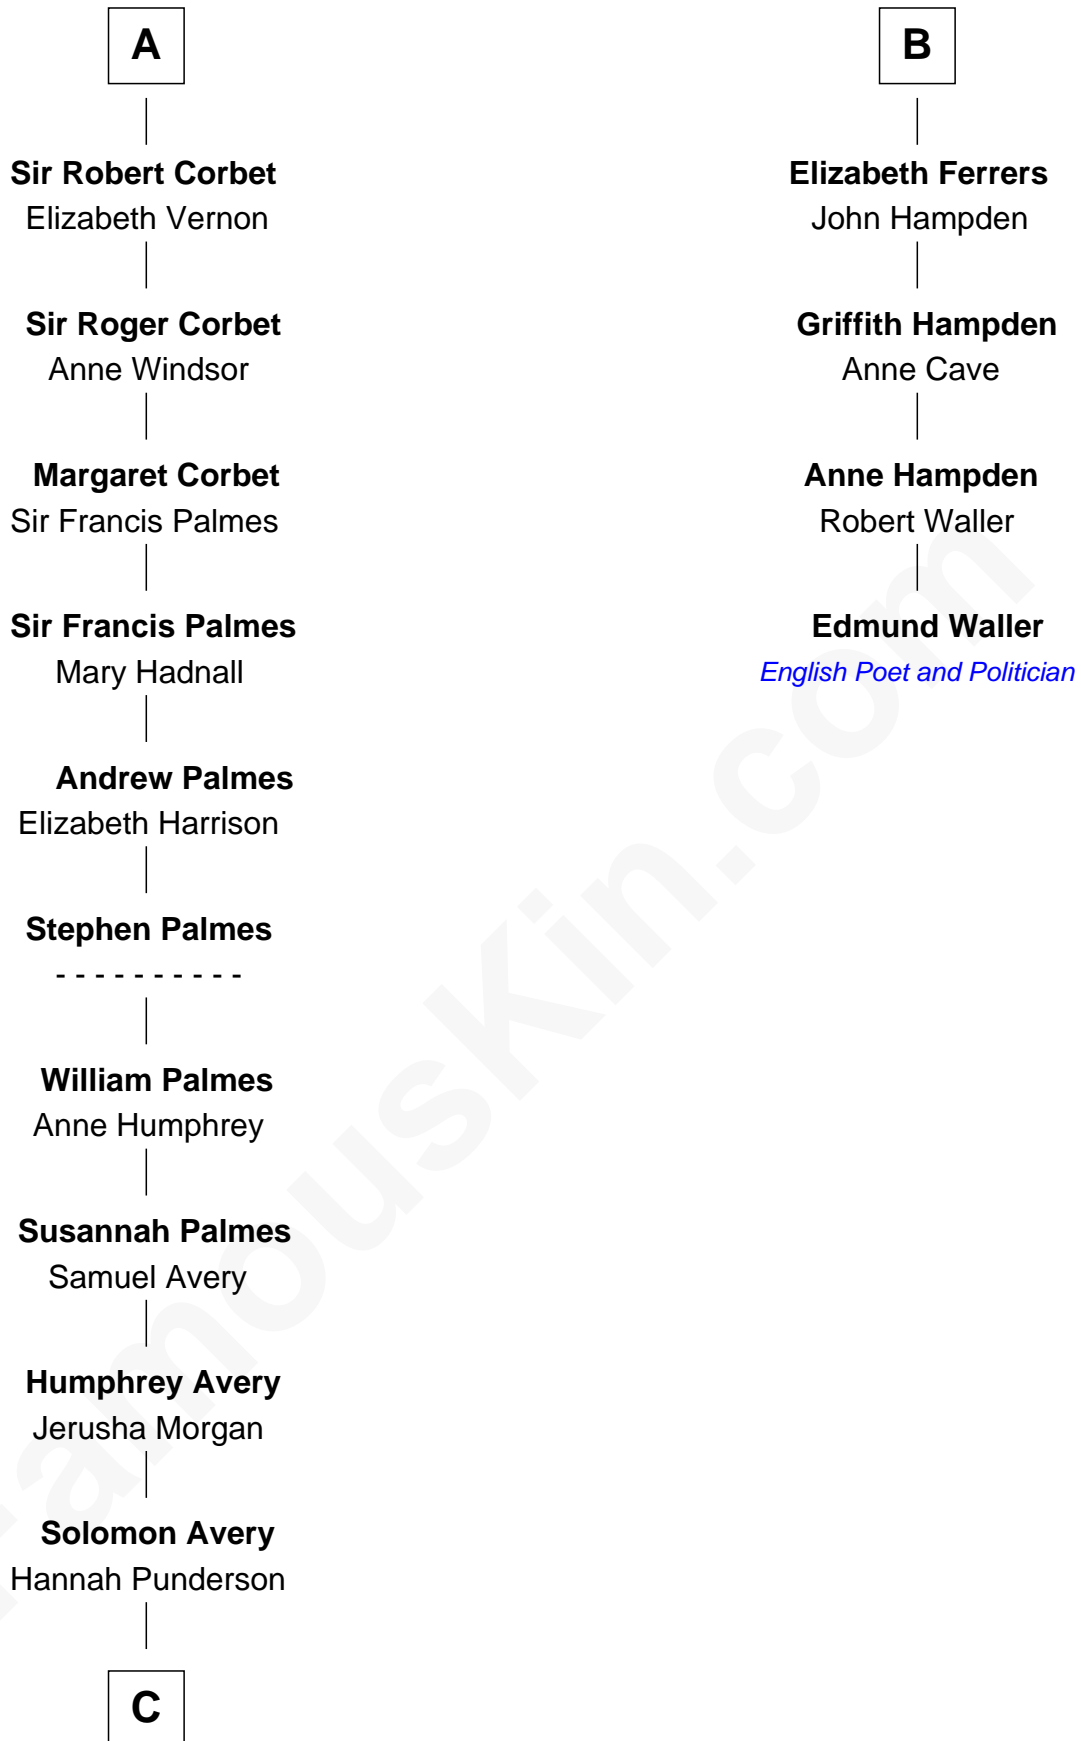 A
Sir Robert Corbet
Elizabeth Vernon
Sir Roger Corbet
Anne Windsor
Margaret Corbet
Sir Francis Palmes
Sir Francis Palmes
Mary Hadnall
Andrew Palmes
Elizabeth Harrison
Stephen Palmes
- - - - - - - - - -
William Palmes
Anne Humphrey
Susannah Palmes
Samuel Avery
Humphrey Avery
Jerusha Morgan
Solomon Avery
Hannah Punderson
C
B
Elizabeth Ferrers
John Hampden
Griffith Hampden
Anne Cave
Anne Hampden
Robert Waller
Edmund Waller
English Poet and Politician
FamousKin.com